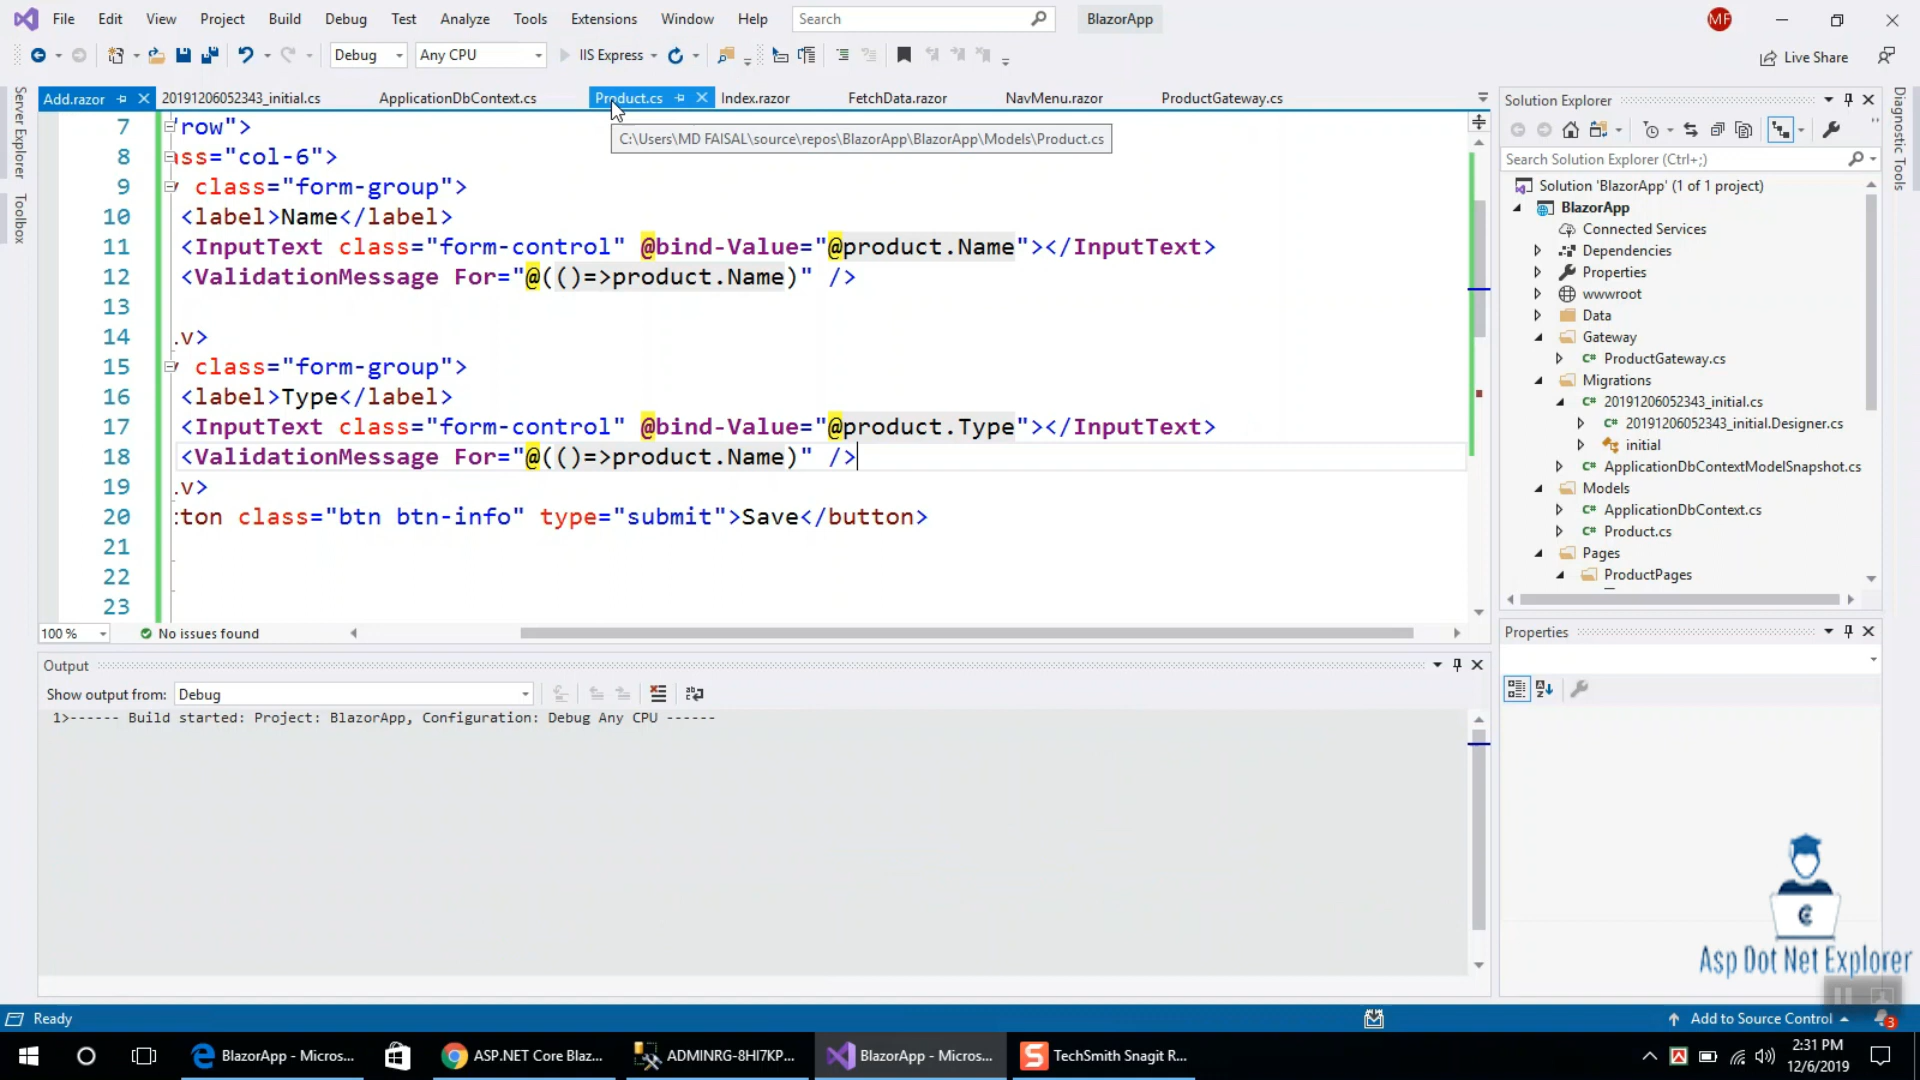 File Edit View Project Build Debug Test Analyze Tools Extensions Window Help Search BlazorApp MF
Debug Any CPU IIS Express Live Share
Add.razor 20191206052343_initial.cs ApplicationDbContext.cs Product.cs Index.razor FetchData.razor NavMenu.razor ProductGateway.cs
C:\Users\MD FAISAL\source\repos\BlazorApp\BlazorApp\Models\Product.cs
Server Explorer
Toolbox
7 "row">
8 ass="col-6">
9 class="form-group">
10 <label>Name</label>
11 <InputText class="form-control" @bind-Value="@product.Name"></InputText>
12 <ValidationMessage For="@(()=>product.Name)" />
13
14 .v>
15 class="form-group">
16 <label>Type</label>
17 <InputText class="form-control" @bind-Value="@product.Type"></InputText>
18 <ValidationMessage For="@(()=>product.Name)" />
19 .v>
20 :ton class="btn btn-info" type="submit">Save</button>
21
22
23
100 % No issues found
Output
Show output from: Debug
1>------ Build started: Project: BlazorApp, Configuration: Debug Any CPU ------
Solution Explorer
Search Solution Explorer (Ctrl+;)
Solution 'BlazorApp' (1 of 1 project)
BlazorApp
Connected Services
Dependencies
Properties
wwwroot
Data
Gateway
C# ProductGateway.cs
Migrations
C# 20191206052343_initial.cs
C# 20191206052343_initial.Designer.cs
initial
C# ApplicationDbContextModelSnapshot.cs
Models
C# ApplicationDbContext.cs
C# Product.cs
Pages
ProductPages
Diagnostic Tools
Properties
Asp Dot Net Explorer
Ready Add to Source Control 3
BlazorApp - Micros... ASP.NET Core Blaz... ADMINRG-8HI7KP... BlazorApp - Micros... TechSmith Snagit R...
2:31 PM
12/6/2019